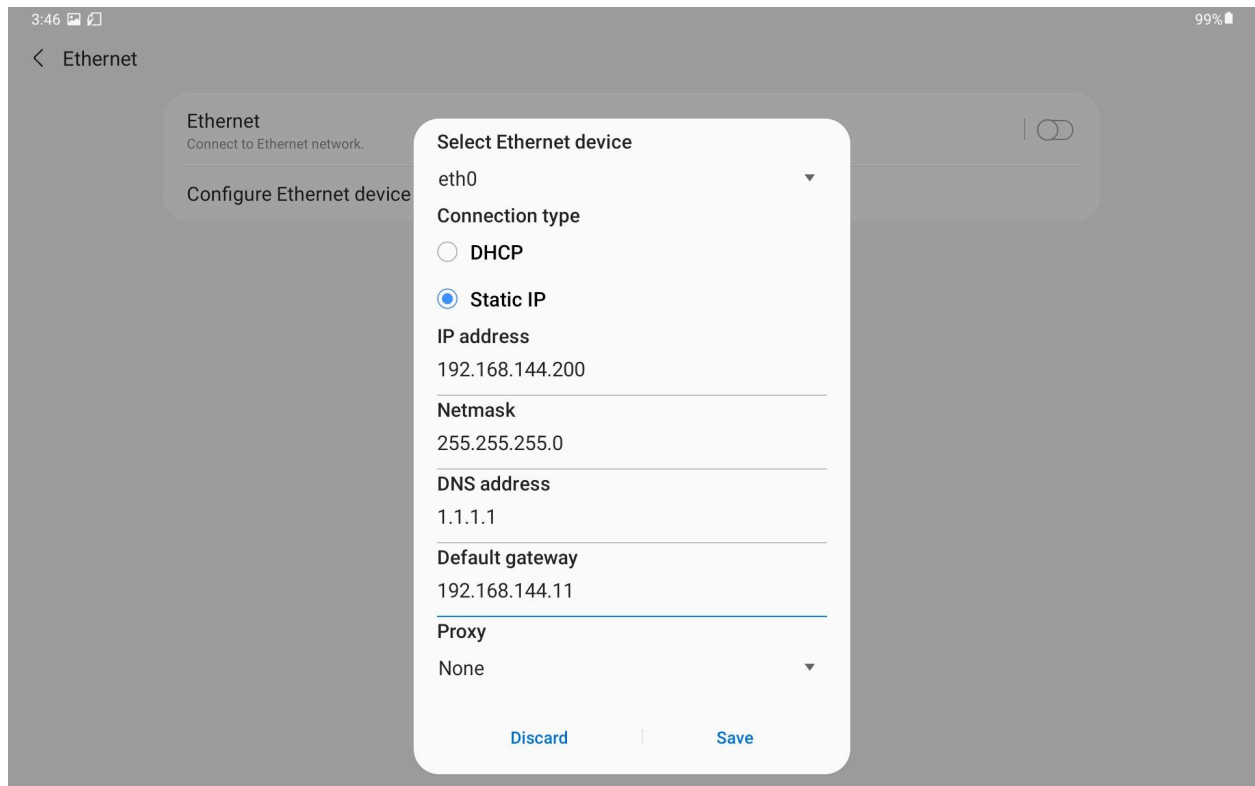 3:46
99%
Ethernet
Ethernet
Connect to Ethernet network.
Configure Ethernet device
Select Ethernet device
eth0
Connection type
DHCP
Static IP
IP address
192.168.144.200
Netmask
255.255.255.0
DNS address
1.1.1.1
Default gateway
192.168.144.11
Proxy
None
Discard
Save